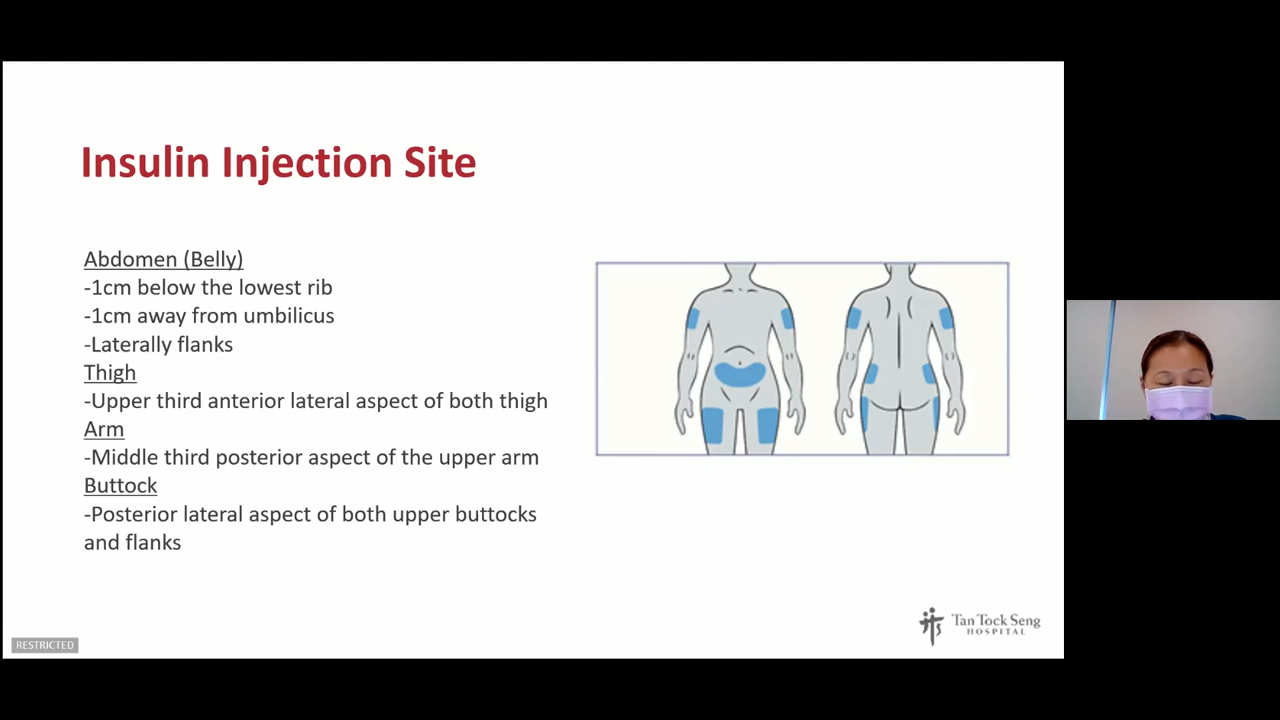 Insulin Injection Site
Abdomen (Belly)
-1cm below the lowest rib
-1cm away from umbilicus
-Laterally flanks
Thigh
-Upper third anterior lateral aspect of both thigh
Arm
-Middle third posterior aspect of the upper arm
Buttock
-Posterior lateral aspect of both upper buttocks
and flanks
Tan Tock Seng
HOSPITAL
RESTRICTED